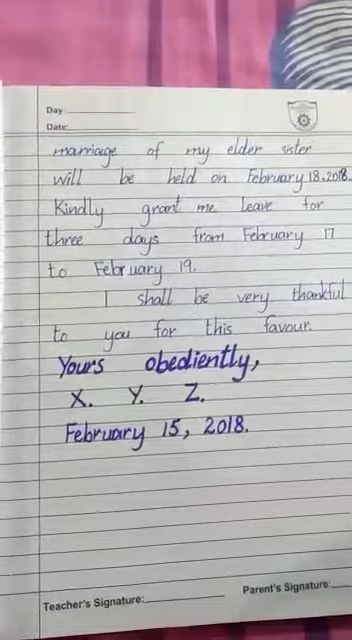 Day:
Date:
marriage of my elder sister
will be held on February 18, 2018.
Kindly grant me leave for
three days from February 17
to February 19.
I shall be very thankful
to you for this favour.
Yours obediently,
X. Y. Z.
February 15, 2018.
Teacher's Signature:
Parent's Signature: